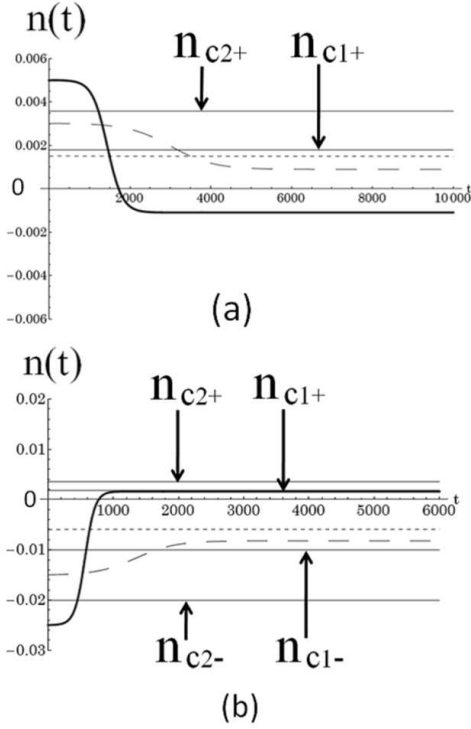 n(t)
n c2+ n c1+
0.006
0.004
0.002
0
2000 4000 6000 8000 10000 t
-0.002
-0.004
-0.006
(a)
n(t)
n c2+ n c1+
0.02
0.01
0
1000 2000 3000 4000 5000 6000 t
-0.01
-0.02
-0.03
n c2- n c1-
(b)